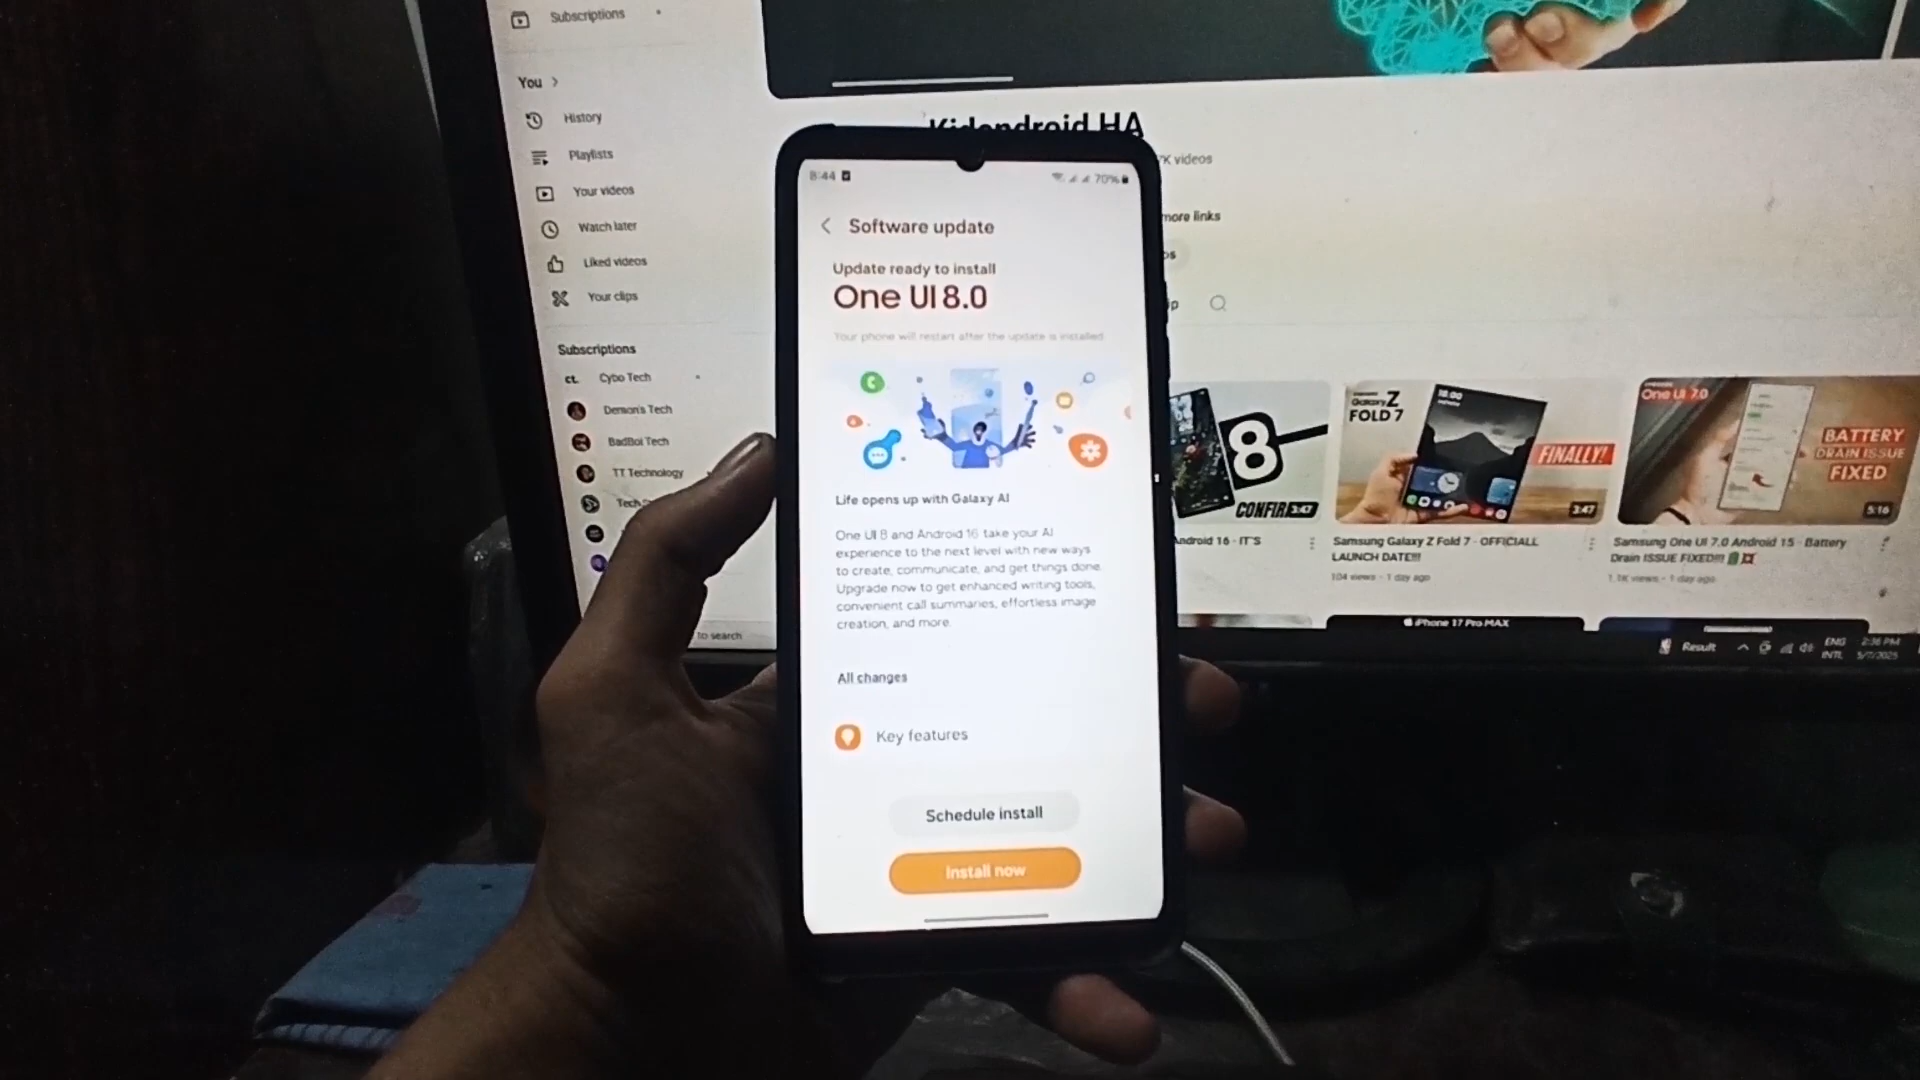 Subscriptions
You
History
Playlists
Your videos
Watch later
Liked videos
Your clips
Subscriptions
ct. Cybo Tech
Demon's Tech
BadBoi Tech
TT Technology
Tech
to search
Kidandroid HA
K videos
more links
8:44
70%
Software update
Update ready to install
One UI 8.0
Your phone will restart after the update is installed.
Life opens up with Galaxy AI
One UI 8 and Android 16 take your AI
experience to the next level with new ways
to create, communicate, and get things done.
Upgrade now to get enhanced writing tools,
convenient call summaries, effortless image
creation, and more.
All changes
Key features
Schedule install
Install now
8
3:47
Android 16 - IT'S
Galaxy Z
FOLD 7
18:00
FINALLY!
3:47
Samsung Galaxy Z Fold 7 - OFFICIALL
LAUNCH DATE!!!
104 views • 1 day ago
One UI 7.0
BATTERY
DRAIN ISSUE
FIXED
5:16
Samsung One UI 7.0 Android 15 - Battery
Drain ISSUE FIXED!!!
1 day ago
iPhone 17 Pro MAX
Result
ENG
INTL
2:36 PM
5/7/2025